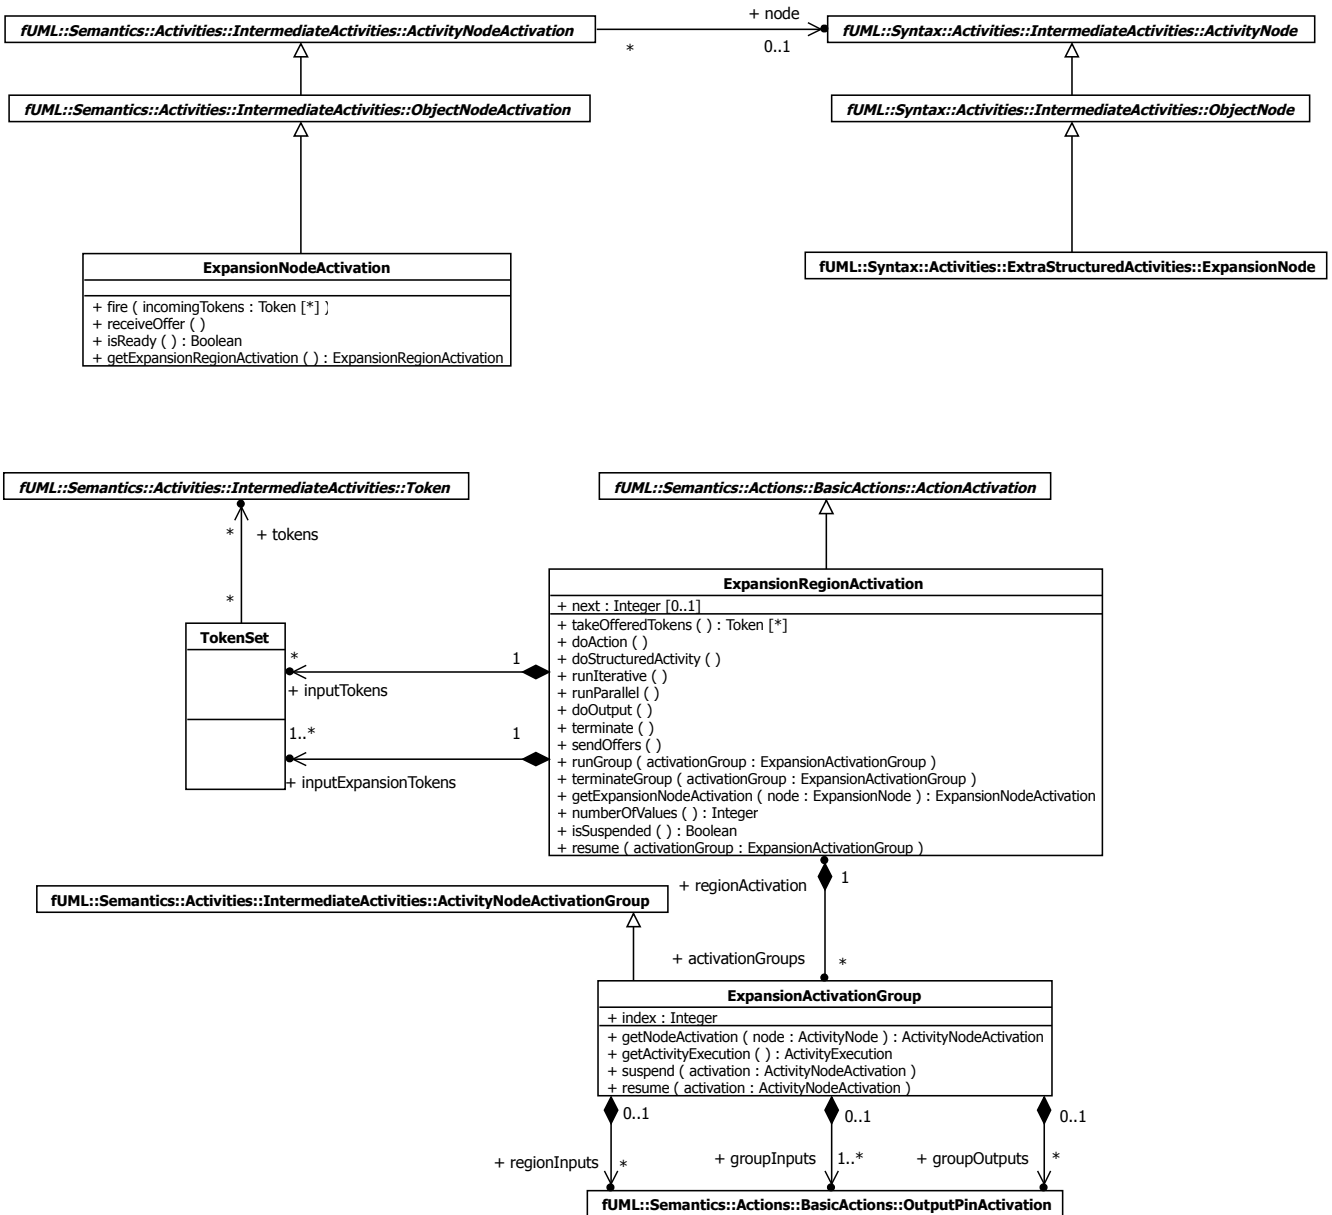 + node
fUML::Semantics::Activities::IntermediateActivities::ActivityNodeActivation
* 0..1
fUML::Syntax::Activities::IntermediateActivities::ActivityNode
fUML::Semantics::Activities::IntermediateActivities::ObjectNodeActivation
fUML::Syntax::Activities::IntermediateActivities::ObjectNode
ExpansionNodeActivation
+ fire ( incomingTokens : Token [*] )
+ receiveOffer ( )
+ isReady ( ) : Boolean
+ getExpansionRegionActivation ( ) : ExpansionRegionActivation
fUML::Syntax::Activities::ExtraStructuredActivities::ExpansionNode
fUML::Semantics::Activities::IntermediateActivities::Token
* + tokens
*
fUML::Semantics::Actions::BasicActions::ActionActivation
TokenSet
* 1
+ inputTokens
1..* 1
+ inputExpansionTokens
ExpansionRegionActivation
+ next : Integer [0..1]
+ takeOfferedTokens ( ) : Token [*]
+ doAction ( )
+ doStructuredActivity ( )
+ runIterative ( )
+ runParallel ( )
+ doOutput ( )
+ terminate ( )
+ sendOffers ( )
+ runGroup ( activationGroup : ExpansionActivationGroup )
+ terminateGroup ( activationGroup : ExpansionActivationGroup )
+ getExpansionNodeActivation ( node : ExpansionNode ) : ExpansionNodeActivation
+ numberOfValues ( ) : Integer
+ isSuspended ( ) : Boolean
+ resume ( activationGroup : ExpansionActivationGroup )
+ regionActivation 1
fUML::Semantics::Activities::IntermediateActivities::ActivityNodeActivationGroup
+ activationGroups *
ExpansionActivationGroup
+ index : Integer
+ getNodeActivation ( node : ActivityNode ) : ActivityNodeActivation
+ getActivityExecution ( ) : ActivityExecution
+ suspend ( activation : ActivityNodeActivation )
+ resume ( activation : ActivityNodeActivation )
0..1 0..1 0..1
+ regionInputs * + groupInputs 1..* + groupOutputs *
fUML::Semantics::Actions::BasicActions::OutputPinActivation